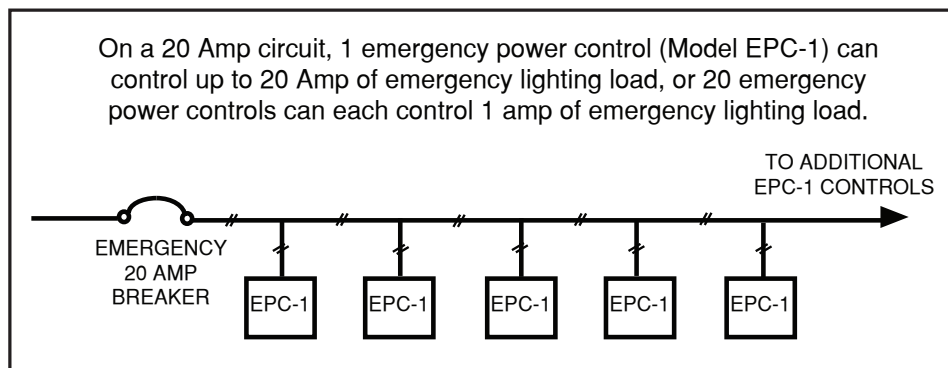 On a 20 Amp circuit, 1 emergency power control (Model EPC-1) can
control up to 20 Amp of emergency lighting load, or 20 emergency
power controls can each control 1 amp of emergency lighting load.
TO ADDITIONAL
EPC-1 CONTROLS
EMERGENCY
20 AMP
BREAKER
EPC-1
EPC-1
EPC-1
EPC-1
EPC-1